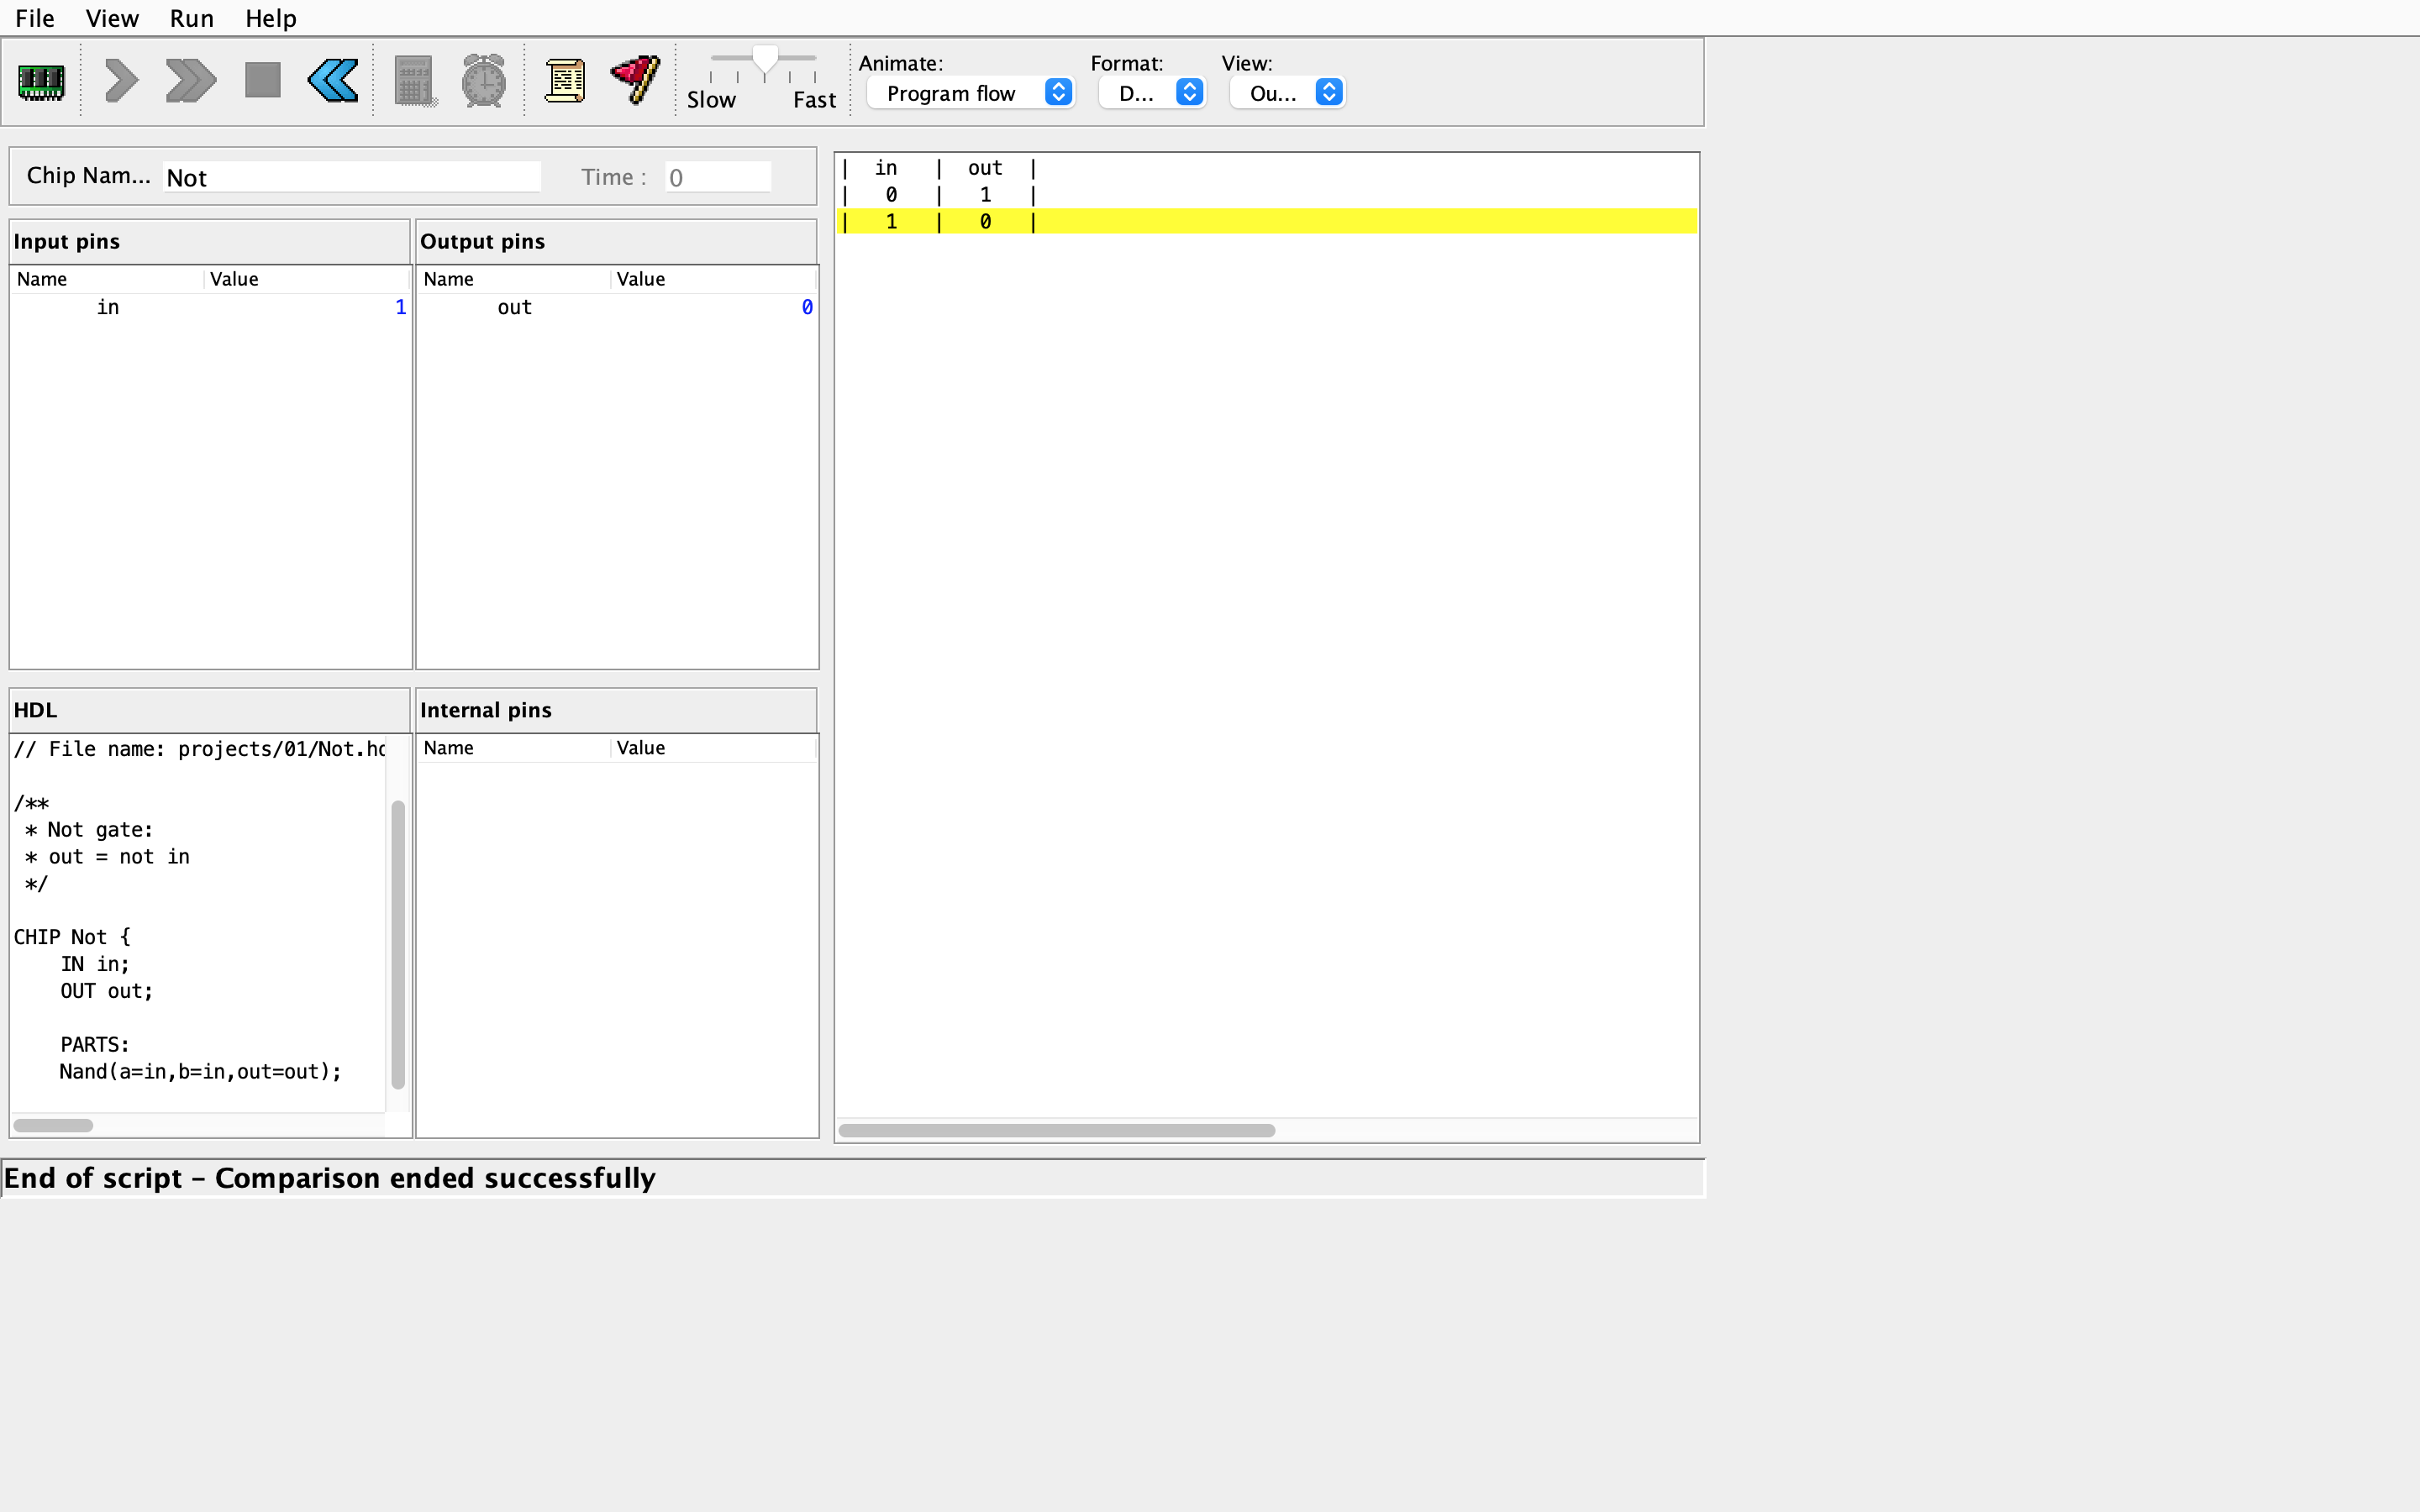 File View Run Help
Animate: Format: View:
Slow Fast Program flow D... Ou...
Chip Nam... Not Time : 0
Input pins
Name Value
in 1
Output pins
Name Value
out 0
HDL
// File name: projects/01/Not.hd
/**
* Not gate:
* out = not in
*/
CHIP Not {
IN in;
OUT out;
PARTS:
Nand(a=in,b=in,out=out);
Internal pins
Name Value
| in | out |
| 0 | 1 |
| 1 | 0 |
End of script – Comparison ended successfully